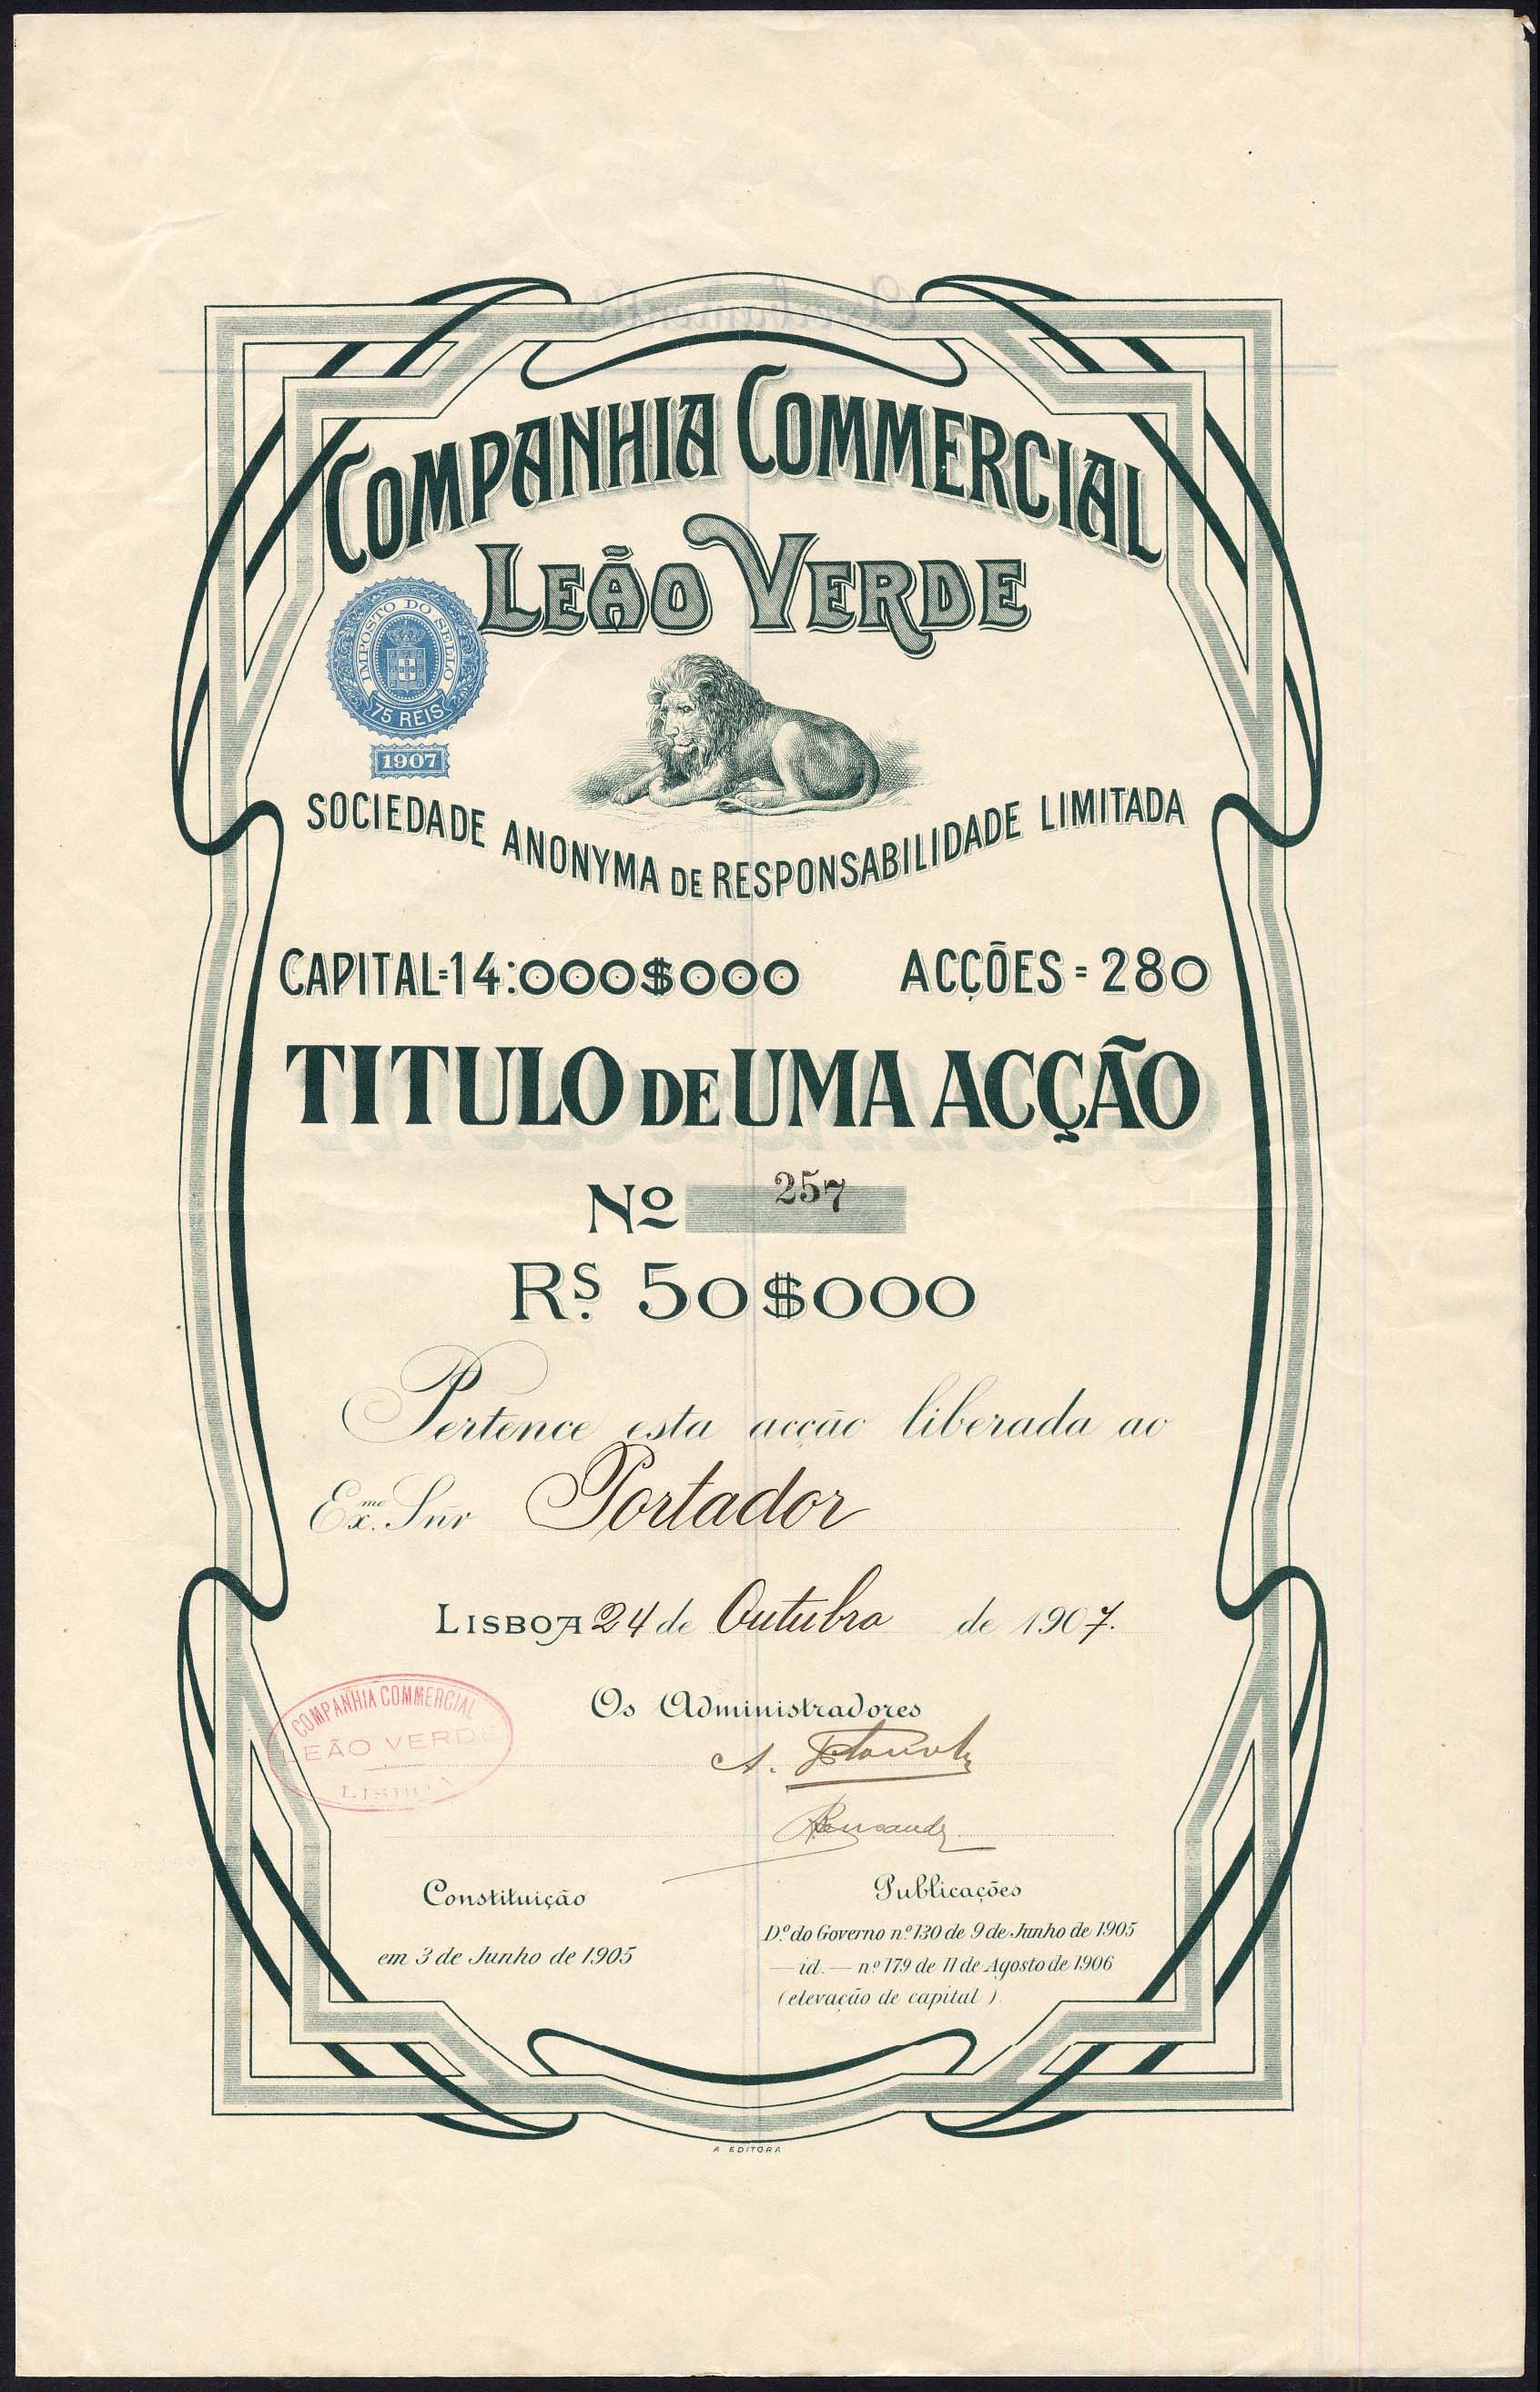 COMPANHIA COMMERCIAL
LEÃO VERDE
IMPOSTO DO SELLO
75 REIS
1907
SOCIEDADE ANONYMA DE RESPONSABILIDADE LIMITADA
CAPITAL=14:000$000 ACÇÕES=280
TITULO DE UMA ACÇÃO
Nº 257
RS. 50$000
Pertence esta acção liberada ao
Exmo. Snr Portador
LISBOA 24 de Outubro de 1907.
Os Administradores
COMPANHIA COMMERCIAL
LEÃO VERDE
LISBOA
A.
Constituição
em 3 de Junho de 1905
Publicações
D.º do Governo n.º 130 de 9 de Junho de 1905
— id. — nº 179 de 11 de Agosto de 1906
(elevação de capital).
A EDITORA